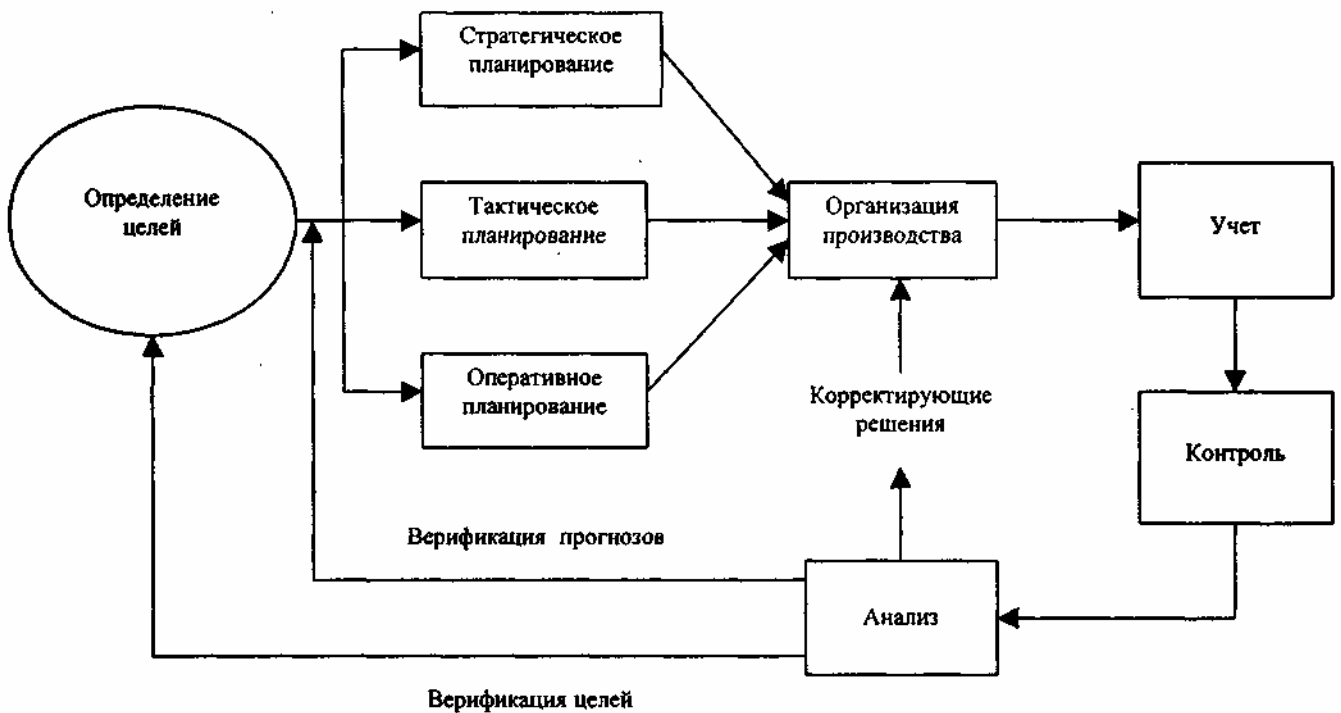 Стратегическое
планирование
Определение
целей
Тактическое
планирование
Организация
производства
Учет
Оперативное
планирование
Корректирующие
решения
Контроль
Верификация прогнозов
Анализ
Верификация целей